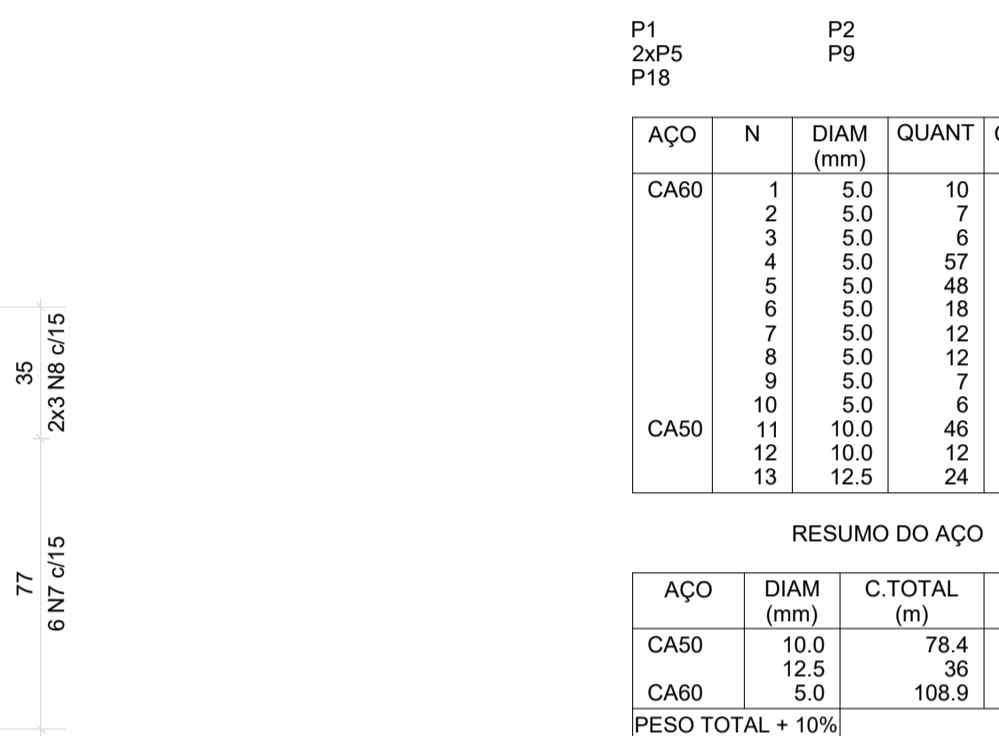 P1 P2
2xP5 P9
P18
AÇO N DIAM QUANT
(mm)
CA60 1 5.0 10
2 5.0 7
3 5.0 6
4 5.0 57
5 5.0 48
6 5.0 18
7 5.0 12
8 5.0 12
9 5.0 7
10 5.0 6
CA50 11 10.0 46
12 10.0 12
13 12.5 24
RESUMO DO AÇO
AÇO DIAM C.TOTAL
(mm) (m)
CA50 10.0 78.4
12.5 36
CA60 5.0 108.9
PESO TOTAL + 10%
35
2x3 N8 c/15
77
6 N7 c/15